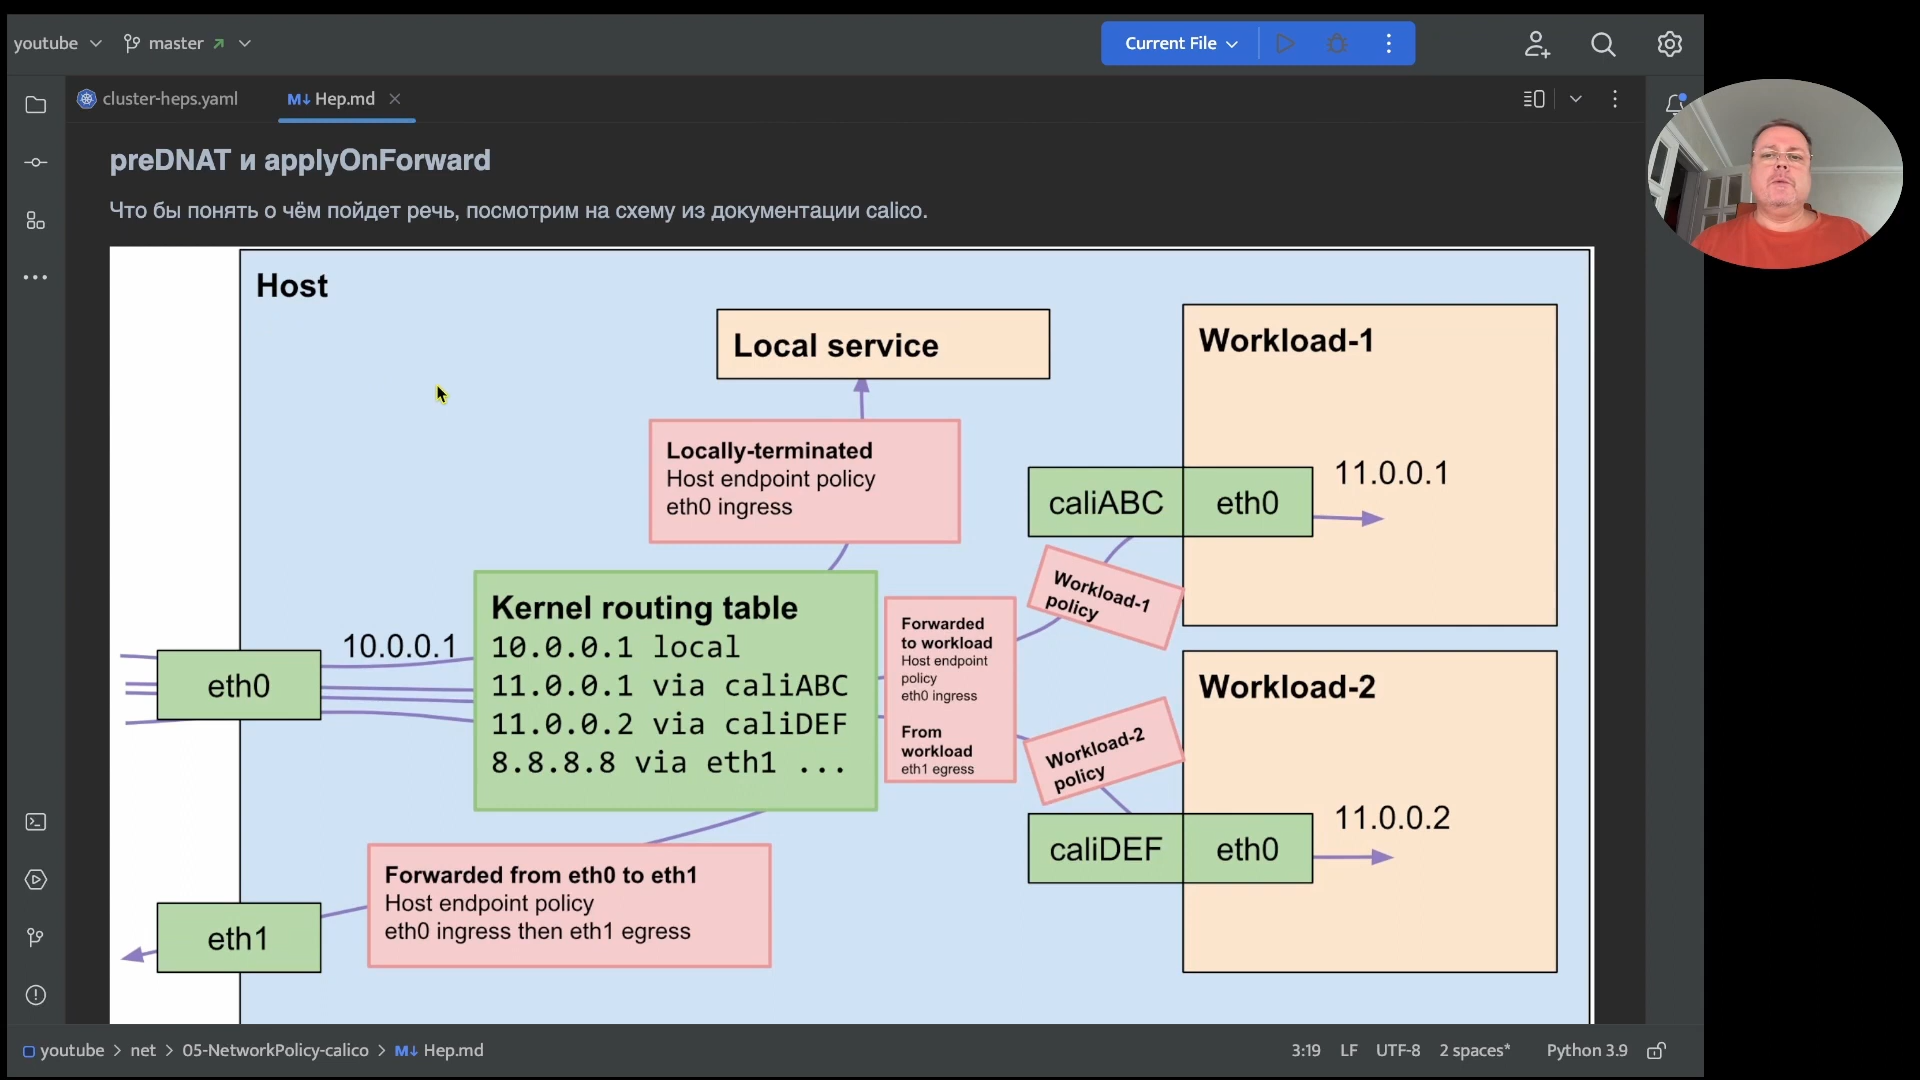 youtube
master
Current File
cluster-heps.yaml
M↓ Hep.md
preDNAT и applyOnForward
Что бы понять о чём пойдет речь, посмотрим на схему из документации calico.
Host
Local service
Workload-1
Locally-terminated
Host endpoint policy
eth0 ingress
caliABC
eth0
11.0.0.1
Workload-1
policy
Kernel routing table
10.0.0.1 local
11.0.0.1 via caliABC
11.0.0.2 via caliDEF
8.8.8.8 via eth1 ...
10.0.0.1
eth0
Forwarded
to workload
Host endpoint
policy
eth0 ingress
From
workload
eth1 egress
Workload-2
Workload-2
policy
caliDEF
eth0
11.0.0.2
Forwarded from eth0 to eth1
Host endpoint policy
eth0 ingress then eth1 egress
eth1
youtube > net > 05-NetworkPolicy-calico > M↓ Hep.md
3:19 LF UTF-8 2 spaces* Python 3.9